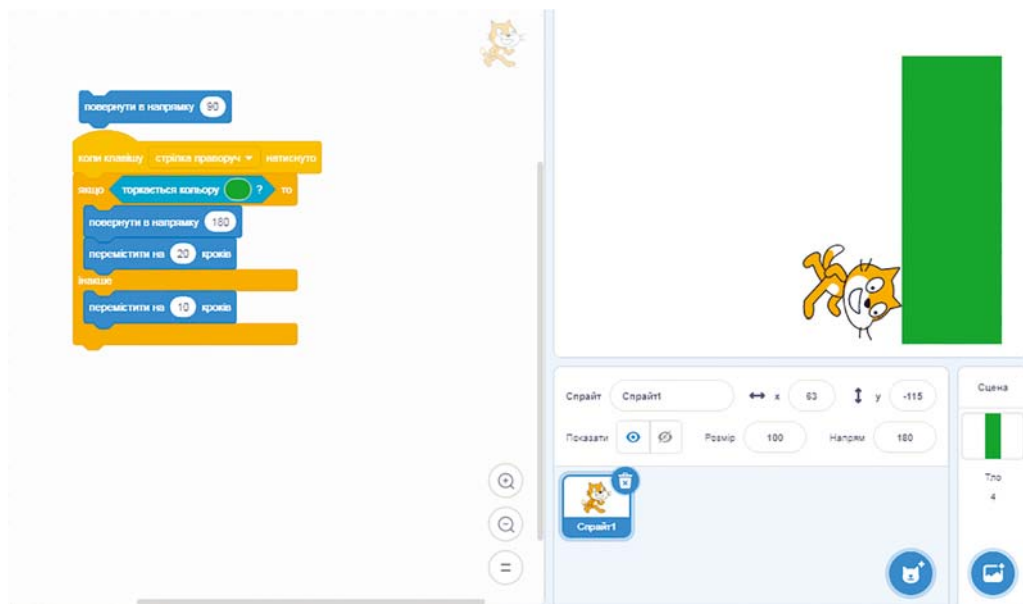 повернути в напрямку 90
коли клавішу стрілка праворуч натиснуто
якщо торкається кольору ? то
повернути в напрямку 180
перемістити на 20 кроків
інакше
перемістити на 10 кроків
Спрайт Спрайт1 x 63 y -115
Показати Розмір 100 Напрям 180
Спрайт1
Сцена
Тло
4